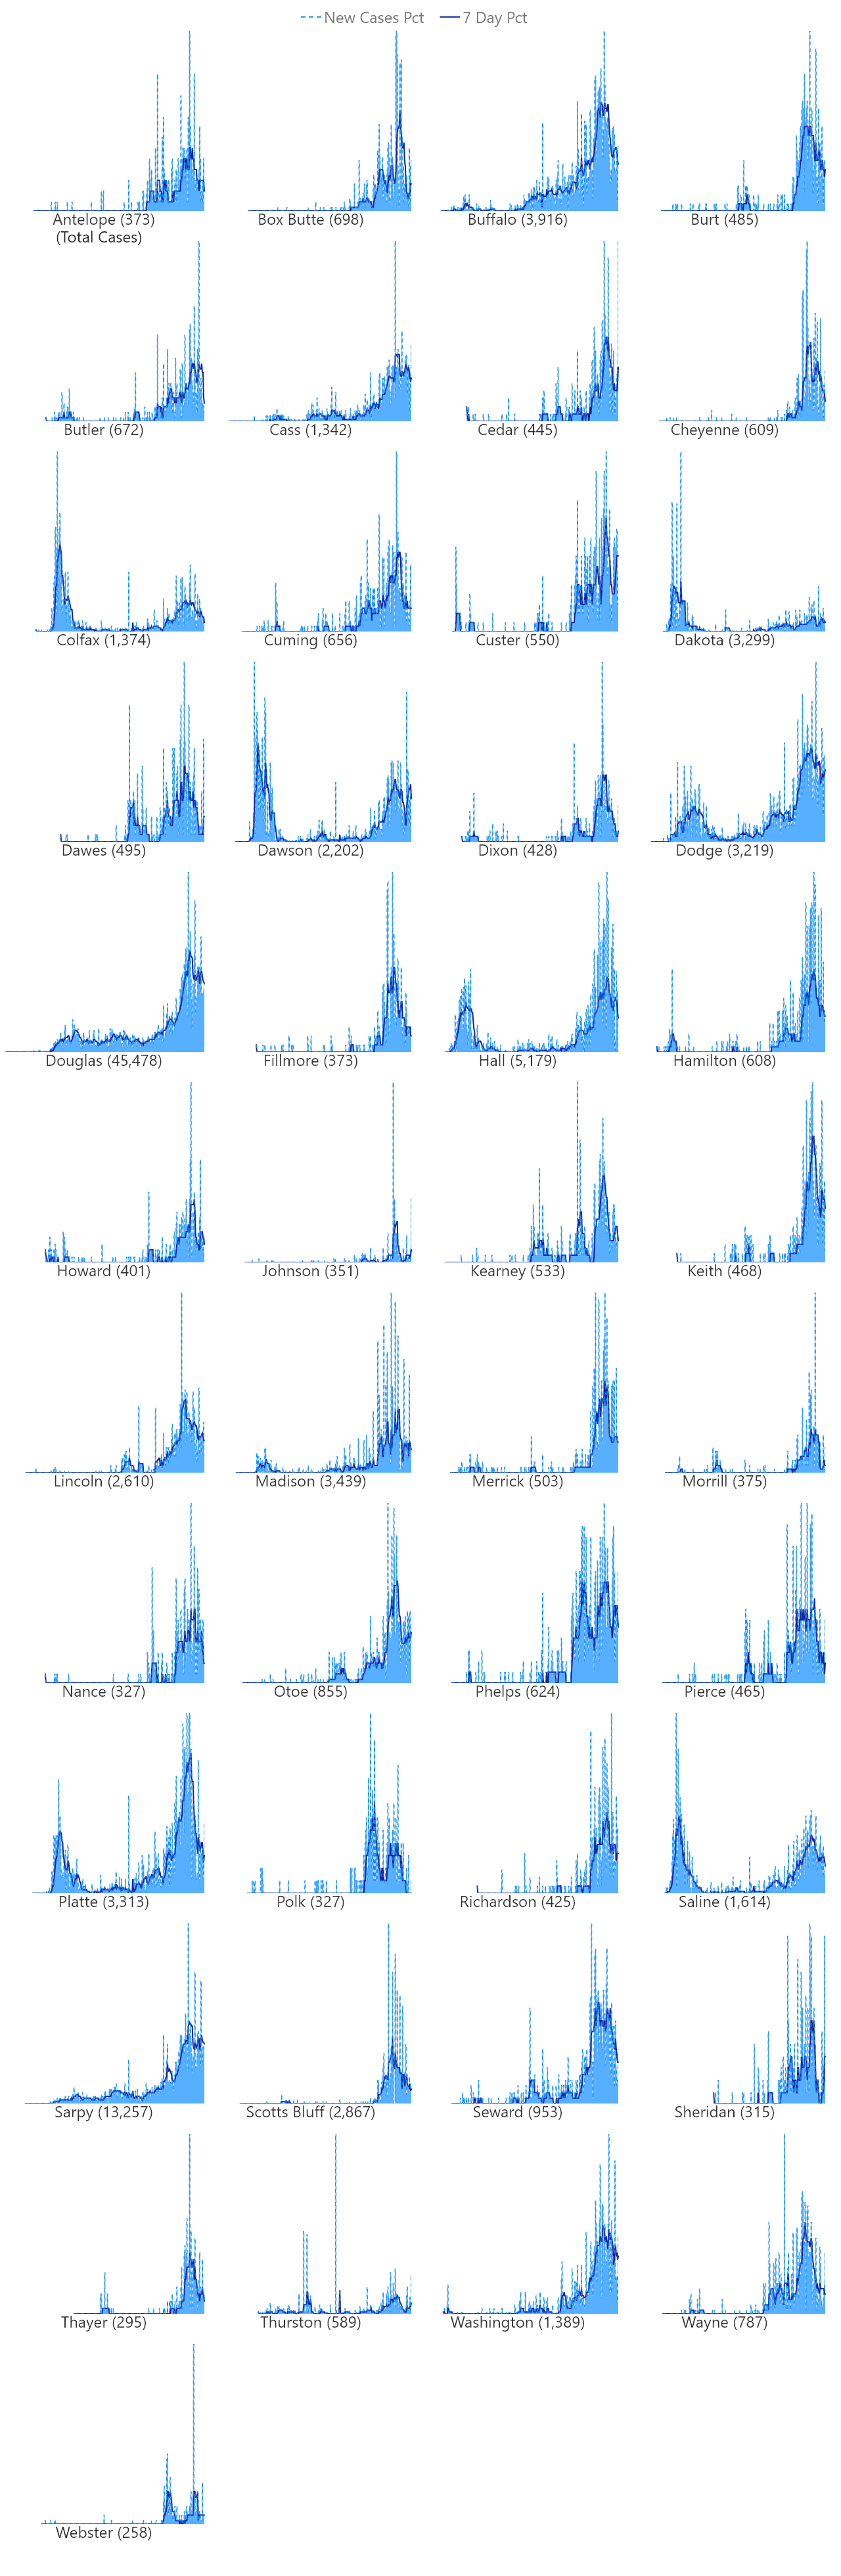 New Cases Pct 7 Day Pct
Antelope (373) Box Butte (698) Buffalo (3,916) Burt (485)
(Total Cases)
Butler (672) Cass (1,342) Cedar (445) Cheyenne (609)
Colfax (1,374) Cuming (656) Custer (550) Dakota (3,299)
Dawes (495) Dawson (2,202) Dixon (428) Dodge (3,219)
Douglas (45,478) Fillmore (373) Hall (5,179) Hamilton (608)
Howard (401) Johnson (351) Kearney (533) Keith (468)
Lincoln (2,610) Madison (3,439) Merrick (503) Morrill (375)
Nance (327) Otoe (855) Phelps (624) Pierce (465)
Platte (3,313) Polk (327) Richardson (425) Saline (1,614)
Sarpy (13,257) Scotts Bluff (2,867) Seward (953) Sheridan (315)
Thayer (295) Thurston (589) Washington (1,389) Wayne (787)
Webster (258)